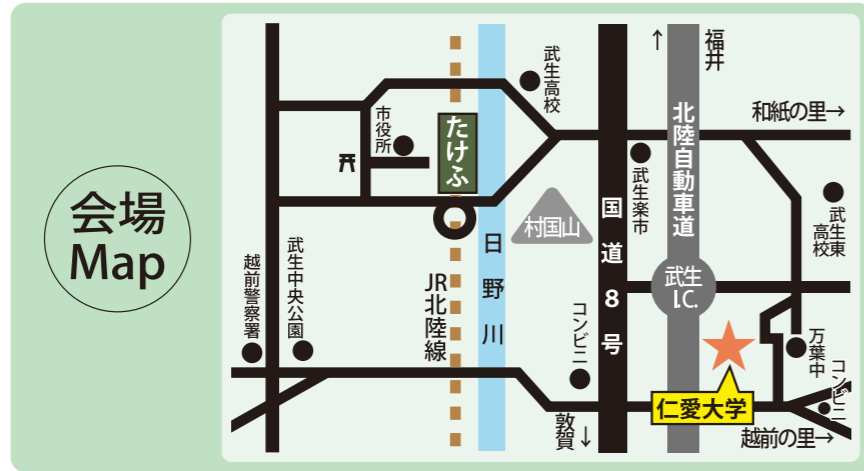 会場
Map
武生高校
↑
福井
和紙の里→
たけふ
市役所
北陸自動車道
武生楽市
武生東
高校
村国山
国道8号
日野川
JR北陸線
武生
I.C.
武生中央公園
越前警察署
コンビニ
万葉中
コンビニ
仁愛大学
敦賀
↓
越前の里→